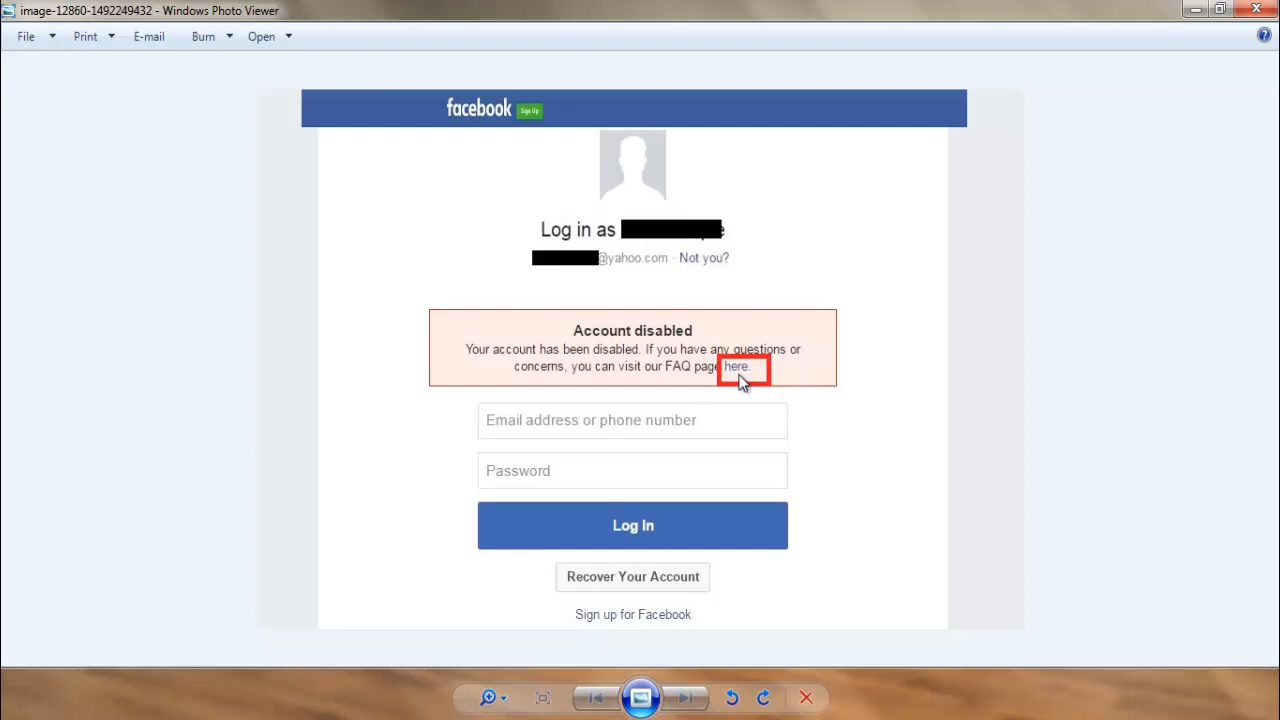 image-12860-1492249432 - Windows Photo Viewer
File Print E-mail Burn Open
facebook Sign Up
Log in as
@yahoo.com · Not you?
Account disabled
Your account has been disabled. If you have any questions or
concerns, you can visit our FAQ page here.
Email address or phone number
Password
Log In
Recover Your Account
Sign up for Facebook